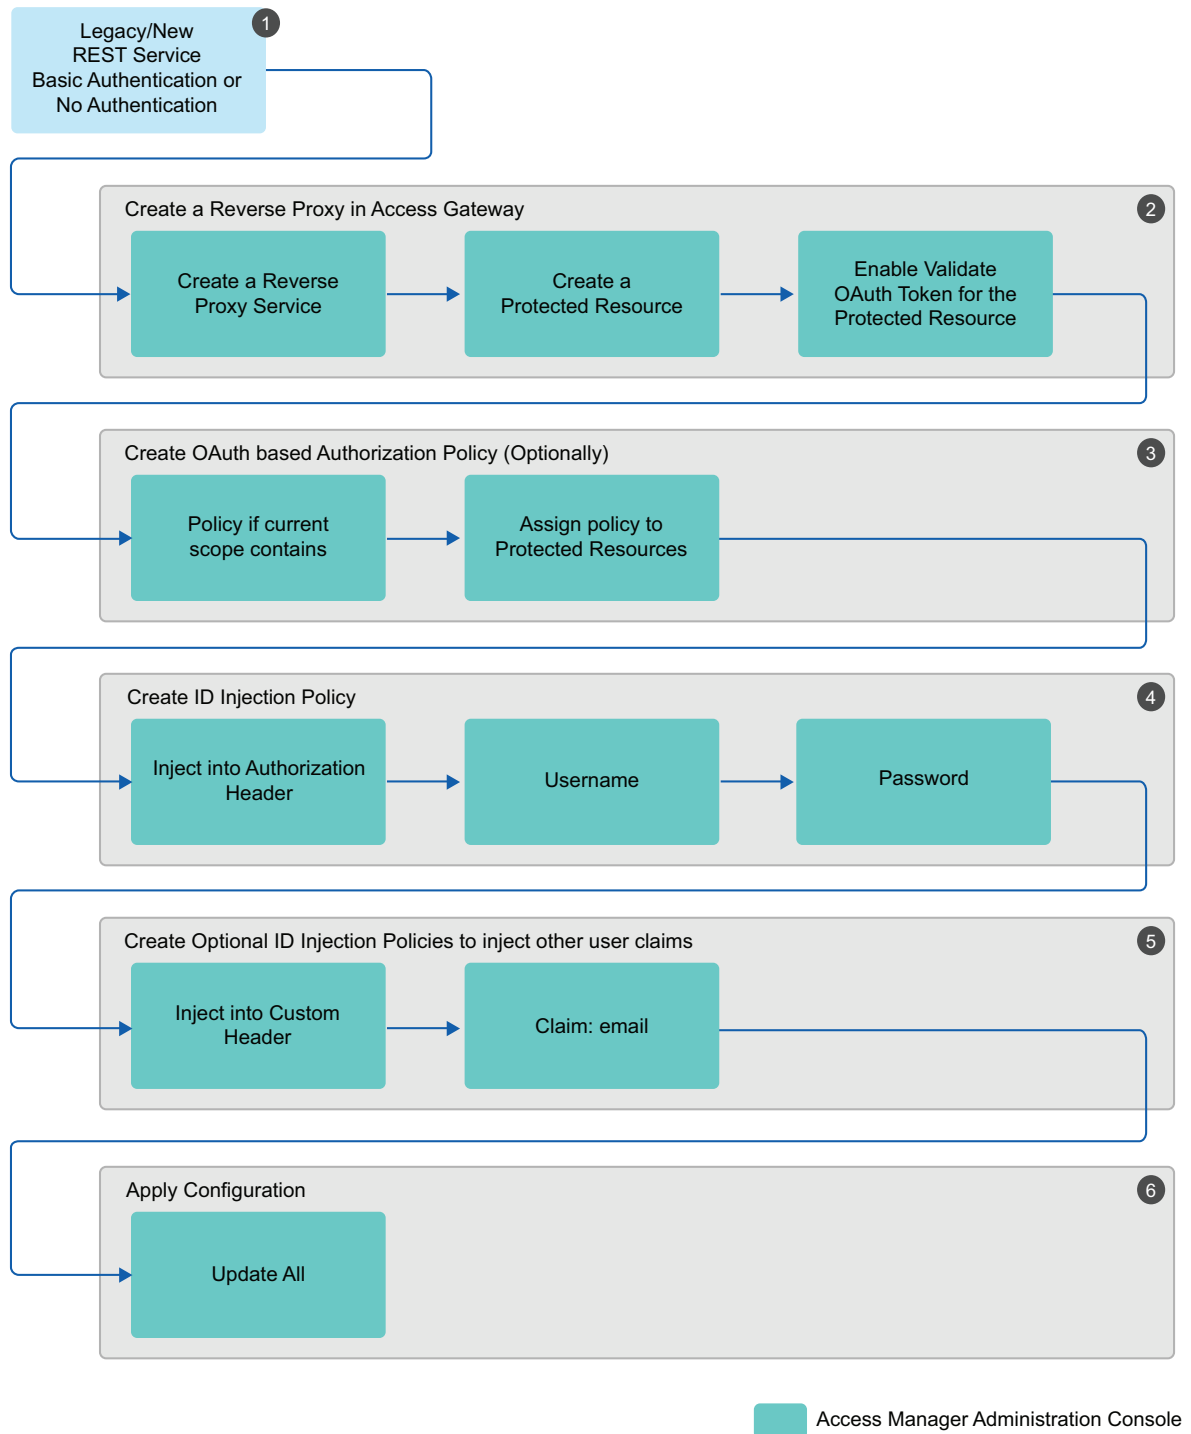 Legacy/New
REST Service
Basic Authentication or
No Authentication
1
Create a Reverse Proxy in Access Gateway
2
Create a Reverse
Proxy Service
Create a
Protected Resource
Enable Validate
OAuth Token for the
Protected Resource
Create OAuth based Authorization Policy (Optionally)
3
Policy if current
scope contains
Assign policy to
Protected Resources
Create ID Injection Policy
4
Inject into Authorization
Header
Username
Password
Create Optional ID Injection Policies to inject other user claims
5
Inject into Custom
Header
Claim: email
Apply Configuration
6
Update All
Access Manager Administration Console